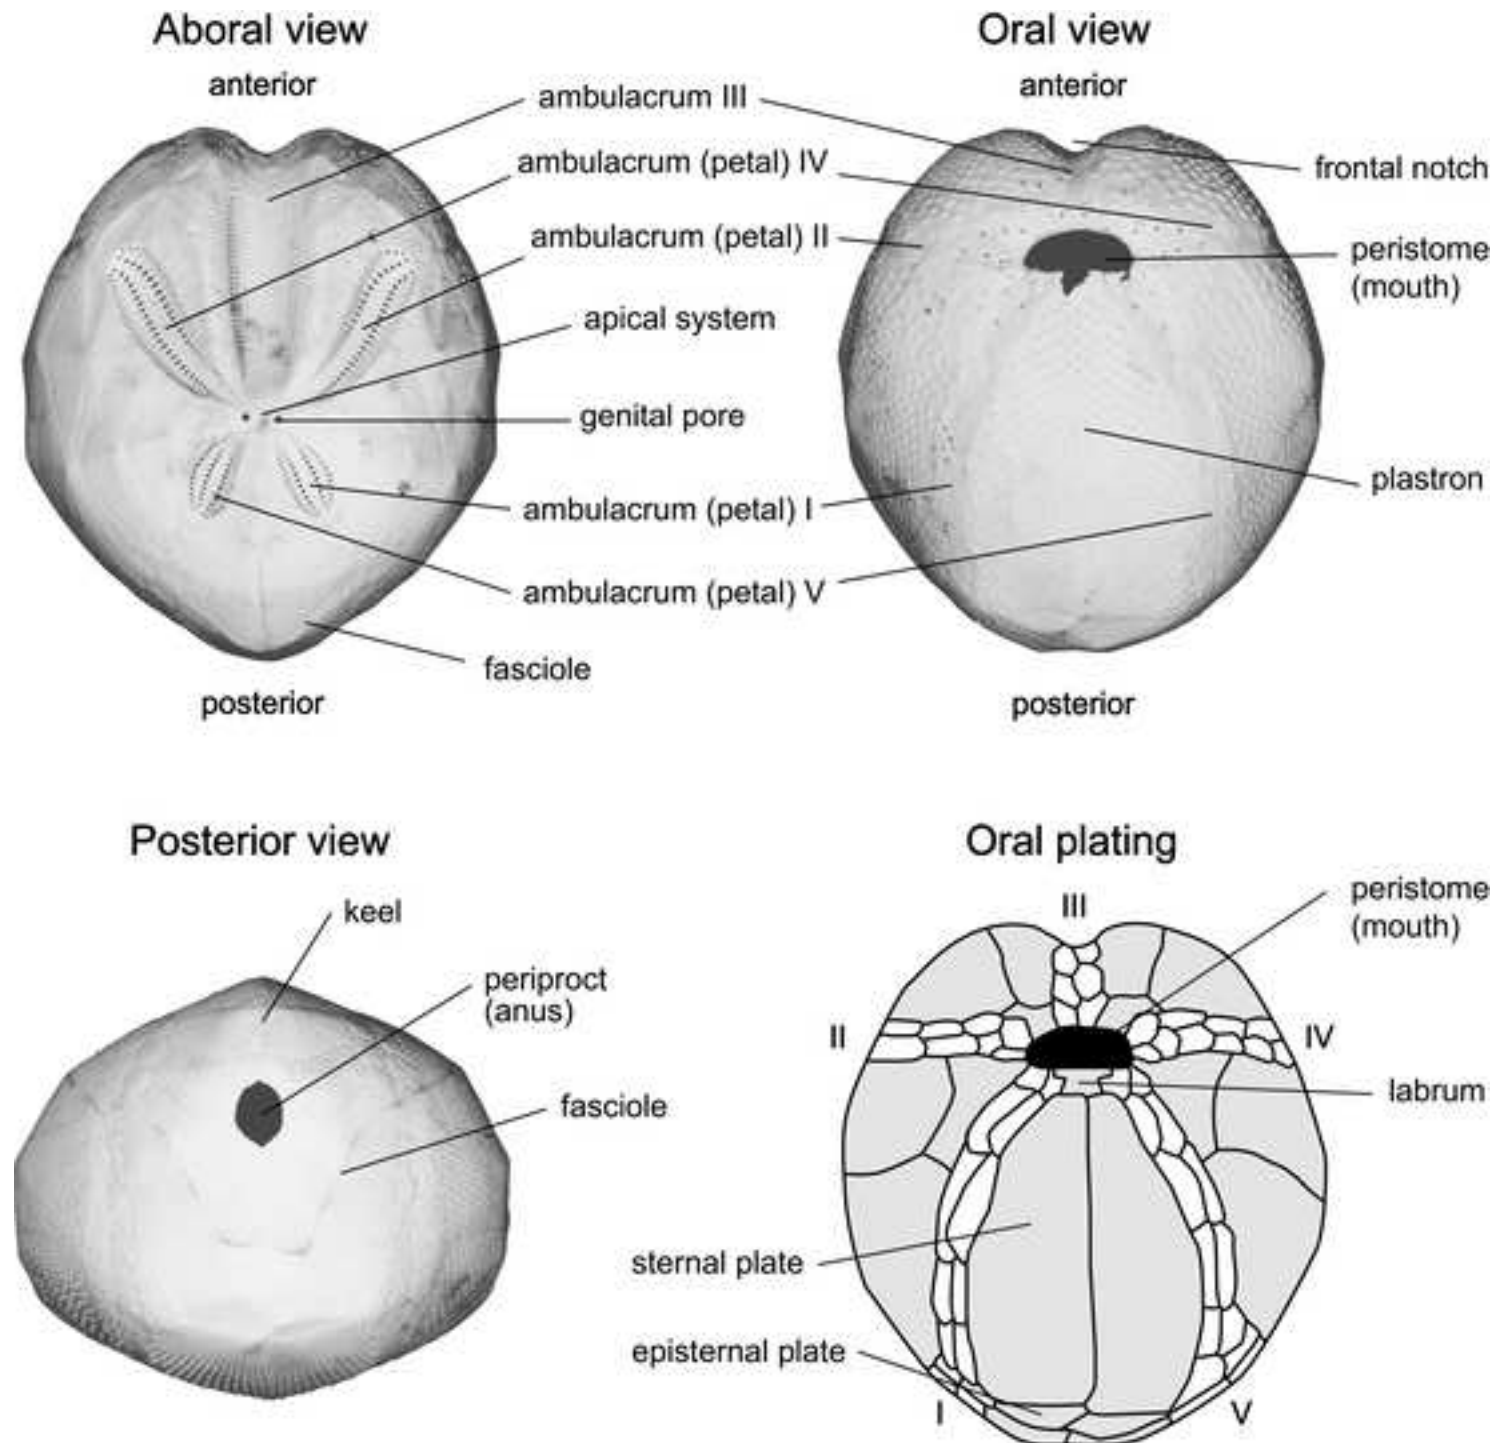 Aboral view
Oral view
anterior
anterior
ambulacrum III
ambulacrum (petal) IV
frontal notch
ambulacrum (petal) II
peristome
(mouth)
apical system
genital pore
plastron
ambulacrum (petal) I
ambulacrum (petal) V
fasciole
posterior
posterior
Posterior view
Oral plating
keel
peristome
(mouth)
III
periproct
(anus)
II
IV
labrum
fasciole
sternal plate
episternal plate
I
V